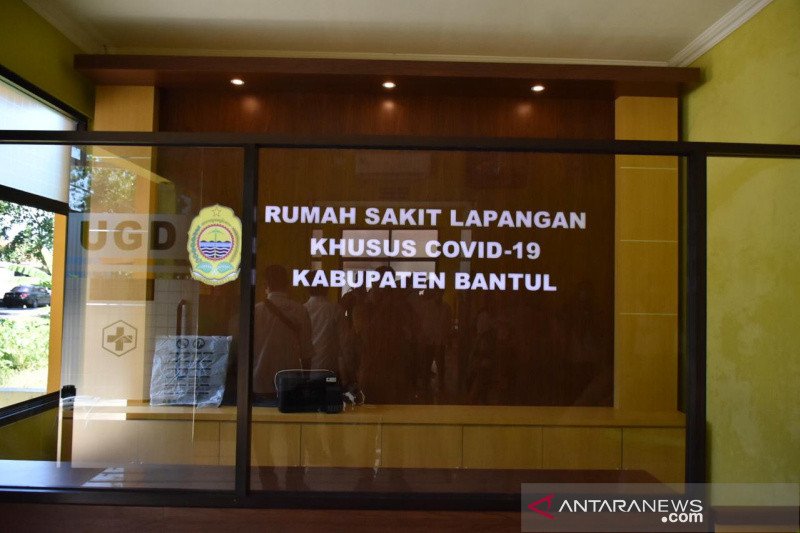 UGD
RUMAH SAKIT LAPANGAN
KHUSUS COVID-19
KABUPATEN BANTUL
ANTARANEWS
.com